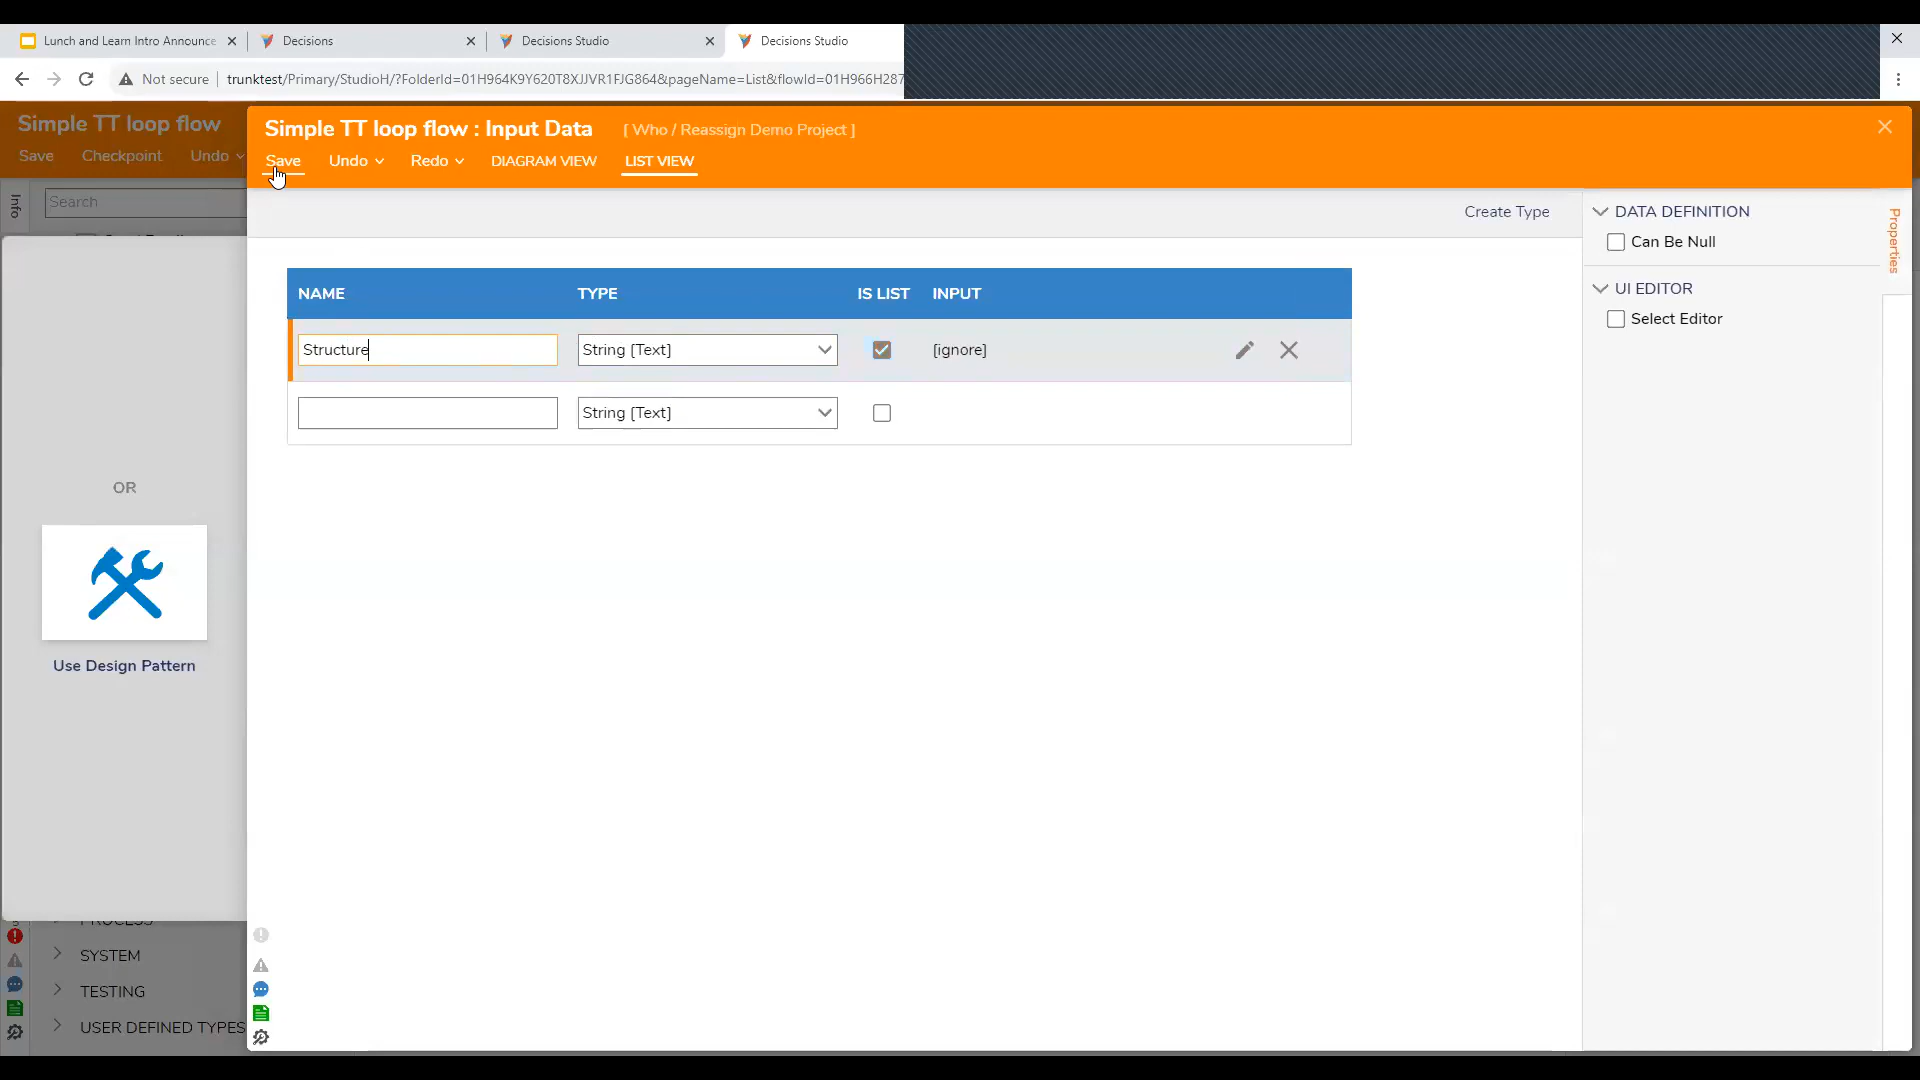 Lunch and Learn Intro Announce
Decisions
Decisions Studio
Decisions Studio
Not secure
trunktest/Primary/StudioH/?FolderId=01H964K9Y620T8XJJVR1FJG864&pageName=List&flowId=01H966H287
Simple TT loop flow
Save
Checkpoint
Undo
Simple TT loop flow : Input Data
[ Who / Reassign Demo Project ]
Save
Undo
Redo
DIAGRAM VIEW
LIST VIEW
Info
Search
Create Type
DATA DEFINITION
Can Be Null
UI EDITOR
Select Editor
Properties
NAME
TYPE
IS LIST
INPUT
Structure
String [Text]
[ignore]
String [Text]
OR
Use Design Pattern
PROCESS
SYSTEM
TESTING
USER DEFINED TYPES